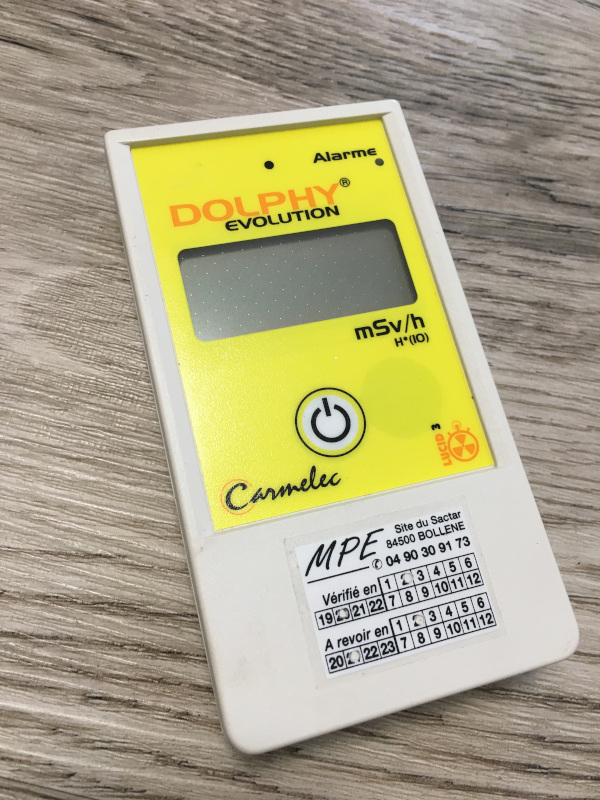 Alarme
DOLPHY®
EVOLUTION
mSv/h
H*(10)
LUCID 3
Carmelec
MPE
Site du Sactar
84500 BOLLENE
✆ 04 90 30 91 73
Vérifié en
1 3 4 5 6
19 21 22 7 8 9 10 11 12
A revoir en
1 3 4 5 6
20 22 23 7 8 9 10 11 12